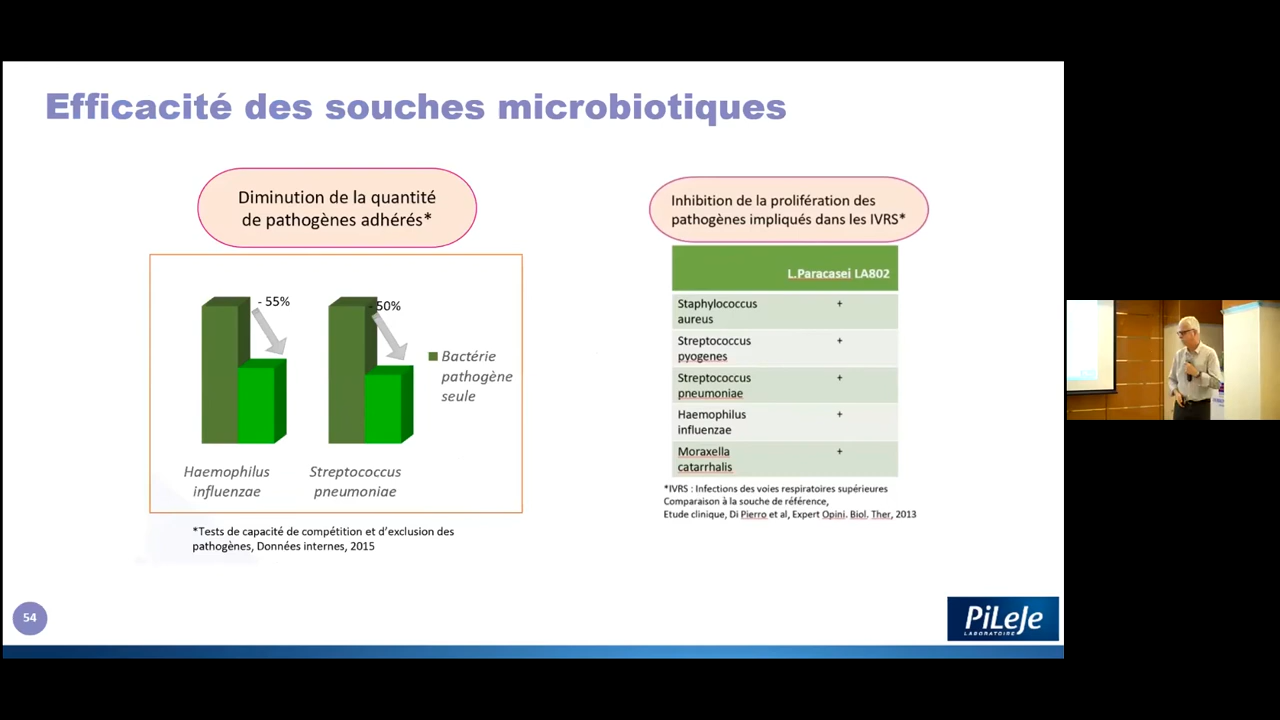 Efficacité des souches microbiotiques
Diminution de la quantité
de pathogènes adhérés*
- 55%
- 50%
Bactérie
pathogène
seule
Haemophilus
influenzae
Streptococcus
pneumoniae
*Tests de capacité de compétition et d'exclusion des
pathogènes, Données internes, 2015
Inhibition de la prolifération des
pathogènes impliqués dans les IVRS*
L.Paracasei LA802
Staphylococcus
aureus
+
Streptococcus
pyogenes
+
Streptococcus
pneumoniae
+
Haemophilus
influenzae
+
Moraxella
catarrhalis
+
*IVRS : Infections des voies respiratoires supérieures
Comparaison à la souche de référence,
Etude clinique, Di Pierro et al, Expert Opini. Biol. Ther, 2013
54
PiLeJe
LABORATOIRE